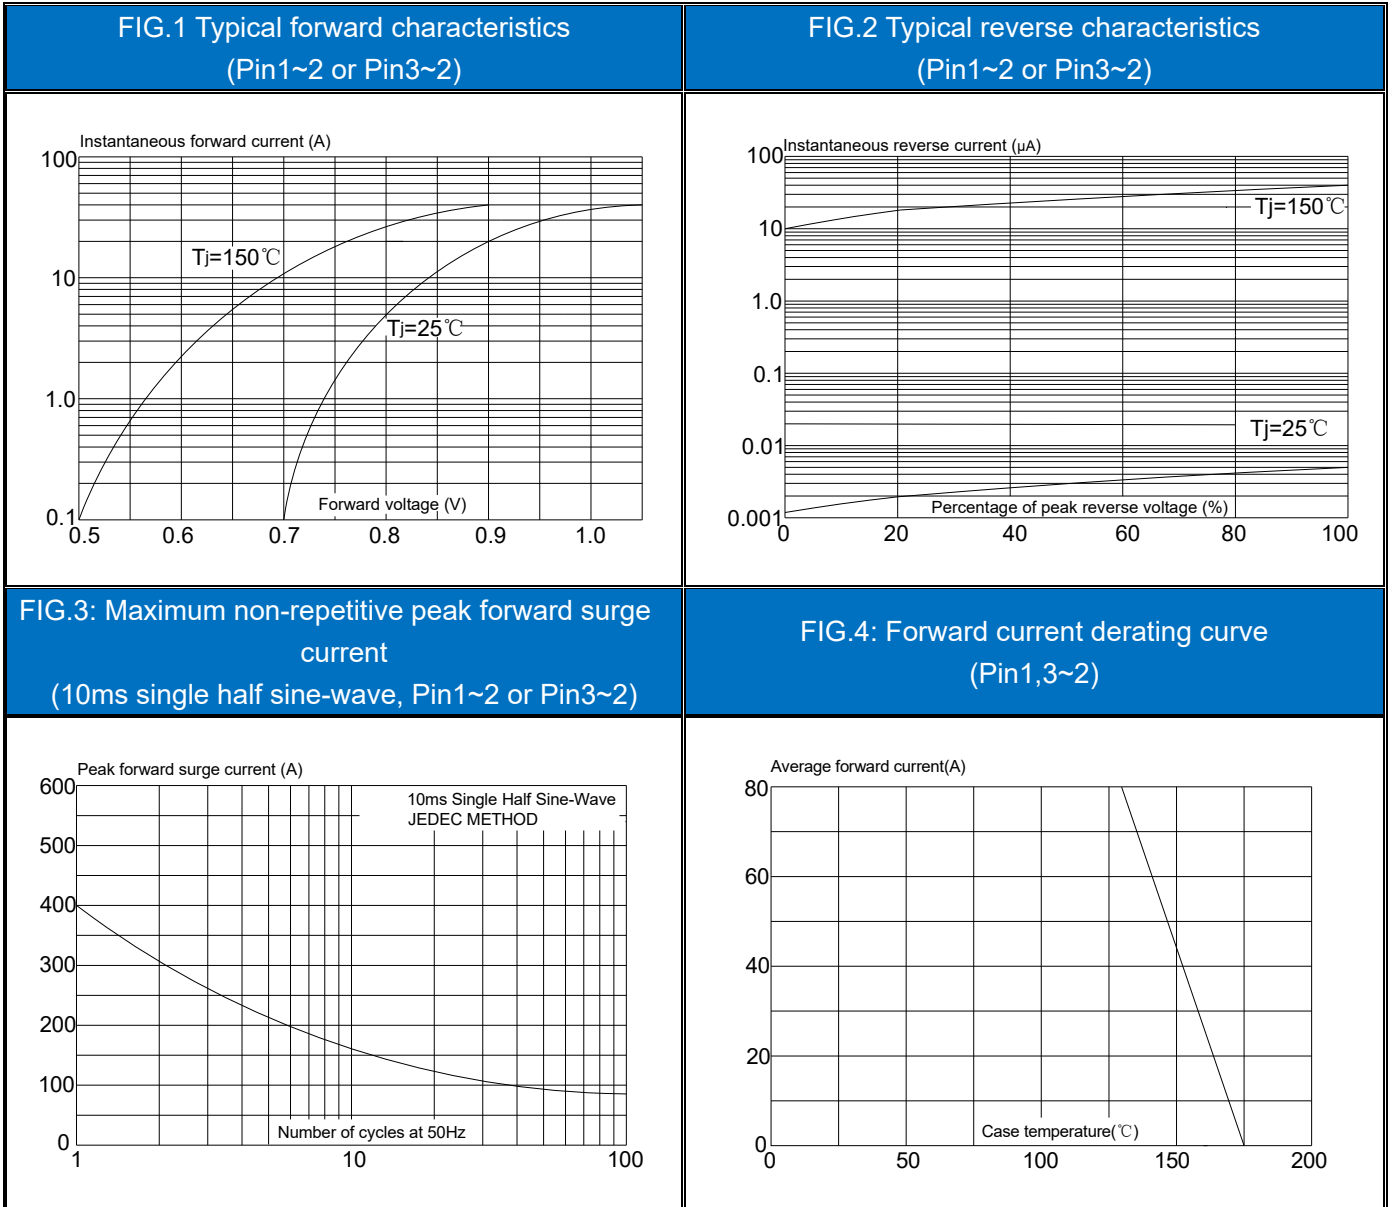 FIG.1 Typical forward characteristics
(Pin1~2 or Pin3~2)
FIG.2 Typical reverse characteristics
(Pin1~2 or Pin3~2)
Instantaneous forward current (A)
100
10
1.0
0.1
Tj=150℃
Tj=25℃
Forward voltage (V)
0.5 0.6 0.7 0.8 0.9 1.0
Instantaneous reverse current (μA)
100
10
1.0
0.1
0.01
0.001
Tj=150℃
Tj=25℃
Percentage of peak reverse voltage (%)
0 20 40 60 80 100
FIG.3: Maximum non-repetitive peak forward surge
current
(10ms single half sine-wave, Pin1~2 or Pin3~2)
FIG.4: Forward current derating curve
(Pin1,3~2)
Peak forward surge current (A)
600
500
400
300
200
100
0
10ms Single Half Sine-Wave
JEDEC METHOD
Number of cycles at 50Hz
1 10 100
Average forward current(A)
80
60
40
20
0
Case temperature(℃)
0 50 100 150 200